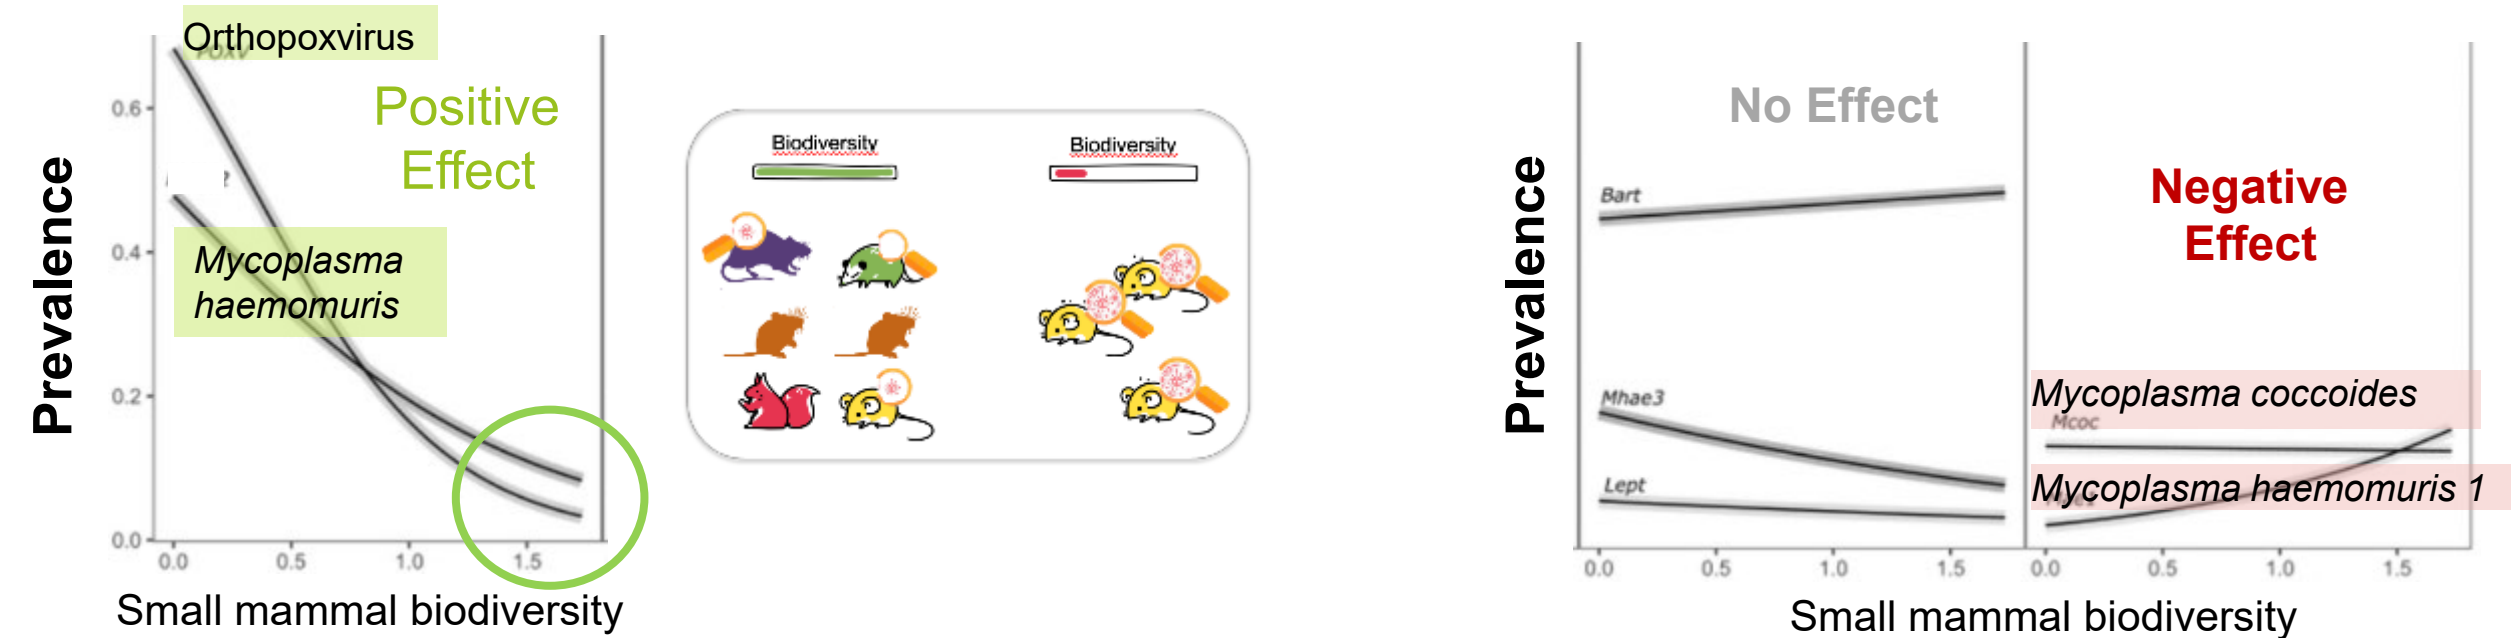 Orthopoxvirus
POXV
Positive
Effect
0.6
?
0.4
Mycoplasma
haemomuris
0.2
0.0
0.0 0.5 1.0 1.5
Prevalence
Small mammal biodiversity
Biodiversity
Biodiversity
Prevalence
No Effect
Bart
Mhae3
Lept
Negative
Effect
Mycoplasma coccoides
Mcoc
Mycoplasma haemomuris 1
0.0 0.5 1.0 1.5
0.0 0.5 1.0 1.5
Small mammal biodiversity